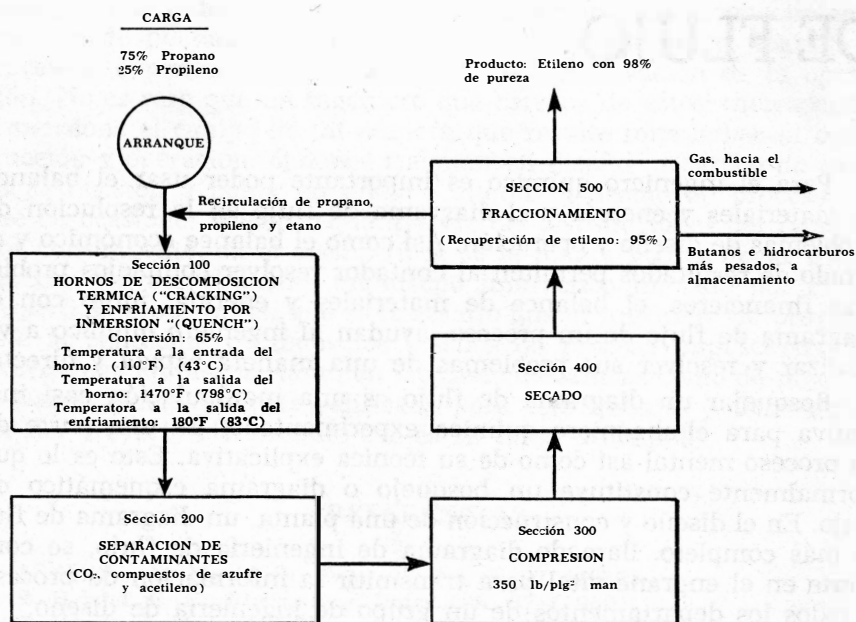 CARGA
75% Propano
25% Propileno
ARRANQUE
Recirculación de propano,
propileno y etano
Sección 100
HORNOS DE DESCOMPOSICION
TERMICA ("CRACKING")
Y ENFRIAMIENTO POR
INMERSION "(QUENCH")
Conversión: 65%
Temperatura a la entrada del
horno: (110°F) (43°C)
Temperatura a la salida del
horno: 1470°F (798°C)
Temperatora a la salida del
enfriamiento: 180°F (83°C)
Sección 200
SEPARACION DE
CONTAMINANTES
(CO₂, compuestos de azufre
y acetileno)
Sección 300
COMPRESION
350 lb/plg² man
Sección 400
SECADO
SECCION 500
FRACCIONAMIENTO
(Recuperación de etileno: 95%)
Producto: Etileno con 98%
de pureza
Gas, hacia el
combustible
Butanos e hidrocarburos
más pesados, a
almacenamiento